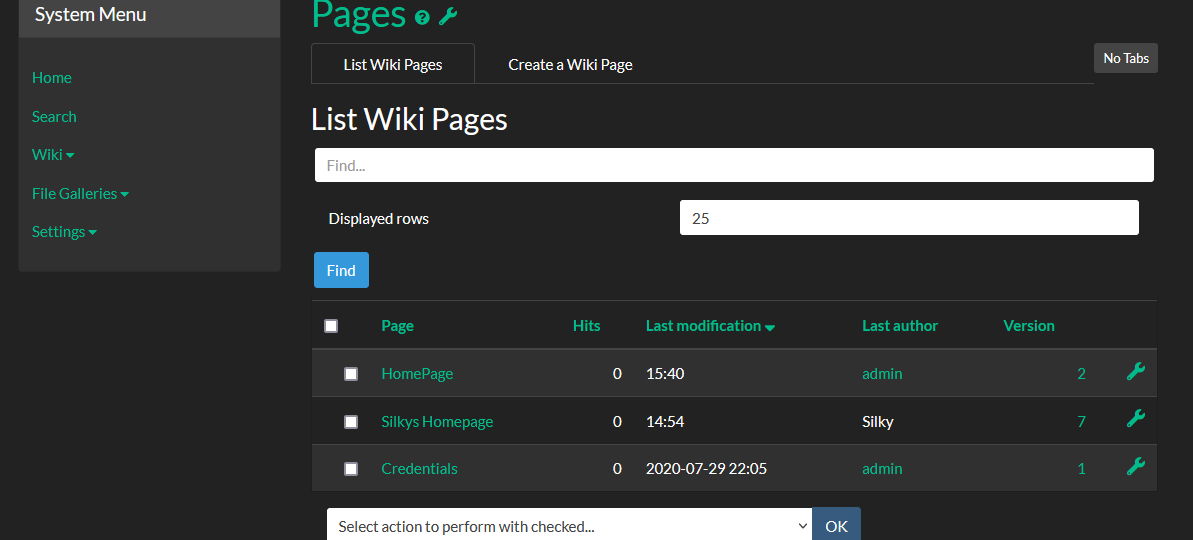 System Menu
Home
Search
Wiki
File Galleries
Settings
Pages
List Wiki Pages Create a Wiki Page No Tabs
List Wiki Pages
Find...
Displayed rows 25
Find
Page Hits Last modification Last author Version
HomePage 0 15:40 admin 2
Silkys Homepage 0 14:54 Silky 7
Credentials 0 2020-07-29 22:05 admin 1
Select action to perform with checked... OK